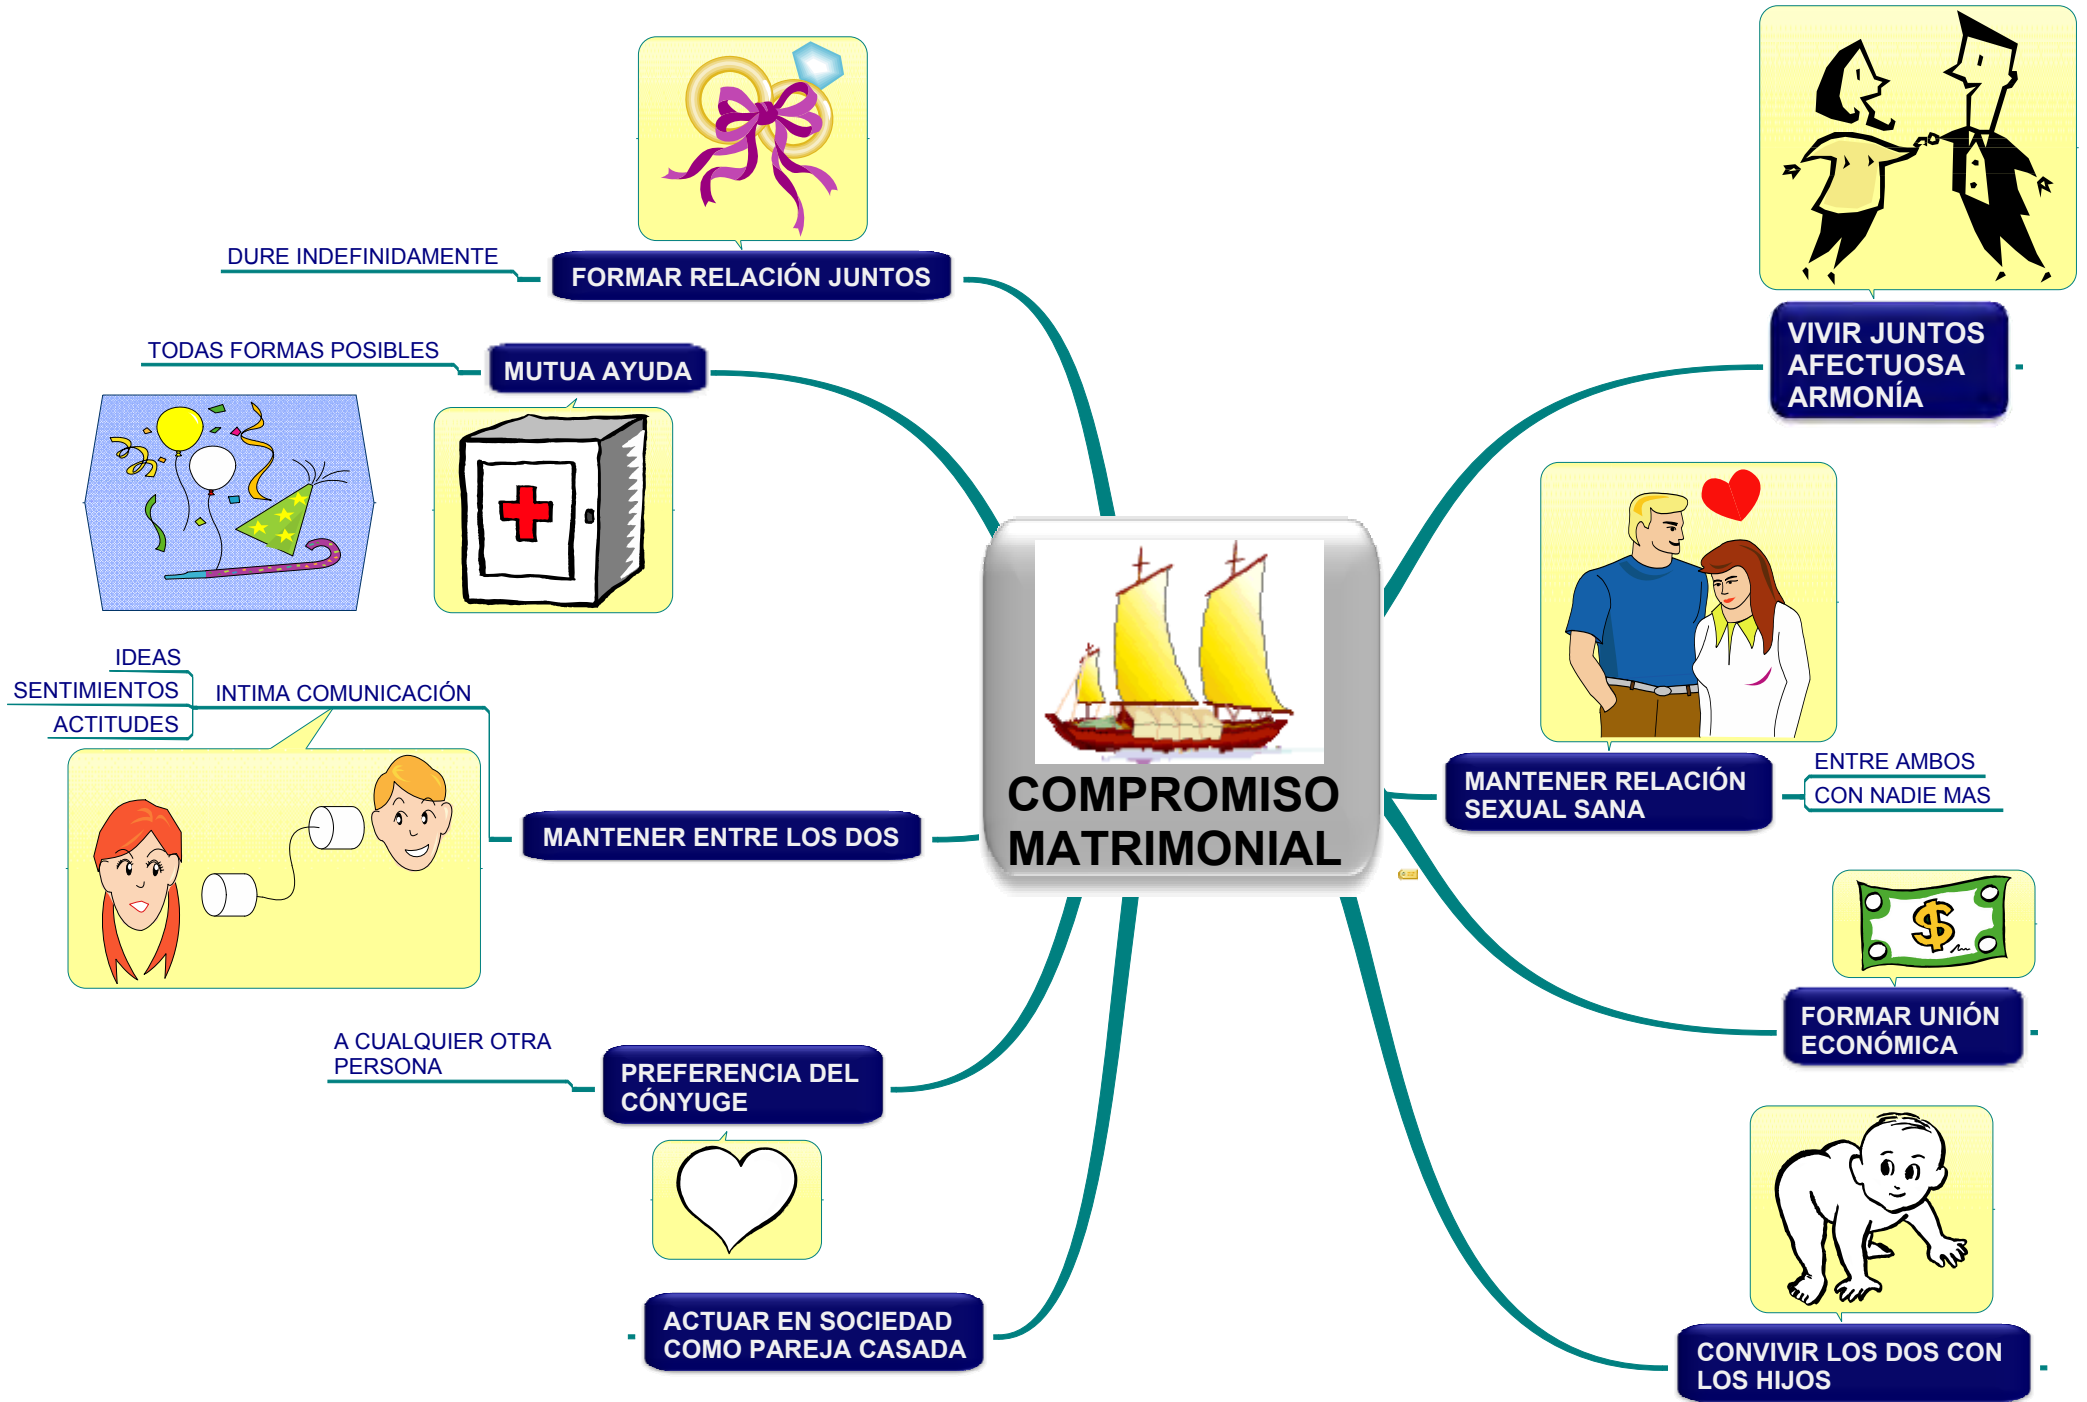 COMPROMISO
MATRIMONIAL
VIVIR JUNTOS
AFECTUOSA
ARMONÍA
MANTENER RELACIÓN
SEXUAL SANA
ENTRE AMBOS
CON NADIE MAS
FORMAR UNIÓN
ECONÓMICA
$
CONVIVIR LOS DOS CON
LOS HIJOS
FORMAR RELACIÓN JUNTOS
DURE INDEFINIDAMENTE
MUTUA AYUDA
TODAS FORMAS POSIBLES
MANTENER ENTRE LOS DOS
INTIMA COMUNICACIÓN
IDEAS
SENTIMIENTOS
ACTITUDES
PREFERENCIA DEL
CÓNYUGE
A CUALQUIER OTRA
PERSONA
ACTUAR EN SOCIEDAD
COMO PAREJA CASADA